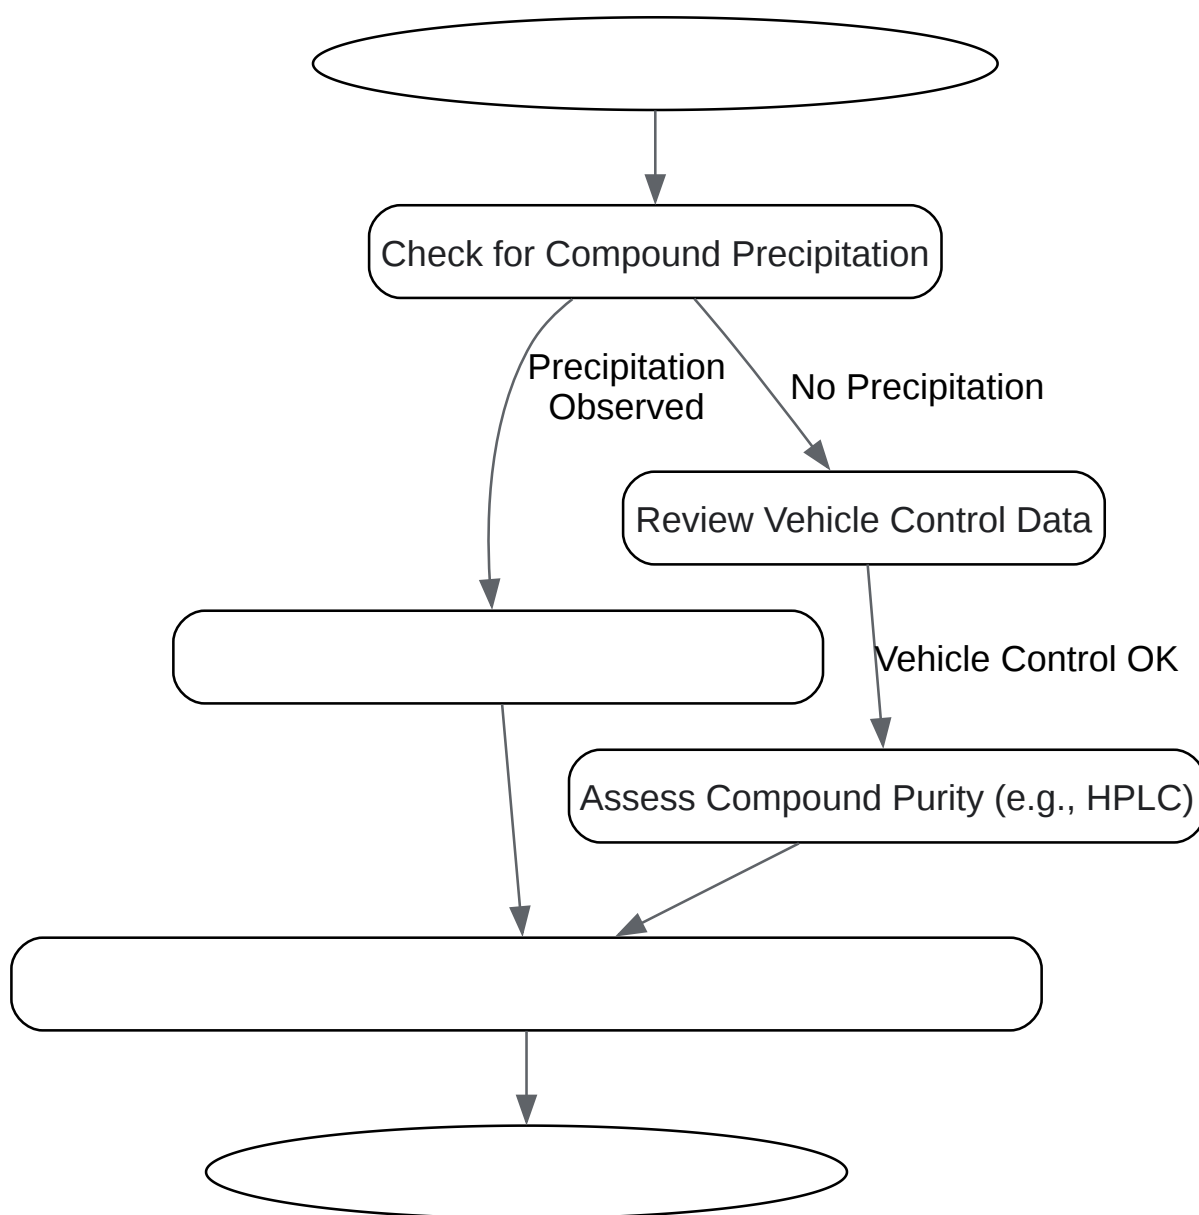 Check for Compound Precipitation
Precipitation
Observed
No Precipitation
Review Vehicle Control Data
Vehicle Control OK
Assess Compound Purity (e.g., HPLC)